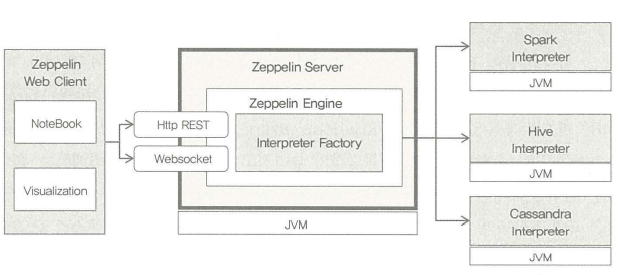 Zeppelin
Web Client
NoteBook
Visualization
Http REST
Websocket
Zeppelin Server
Zeppelin Engine
Interpreter Factory
JVM
Spark
Interpreter
JVM
Hive
Interpreter
JVM
Cassandra
Interpreter
JVM